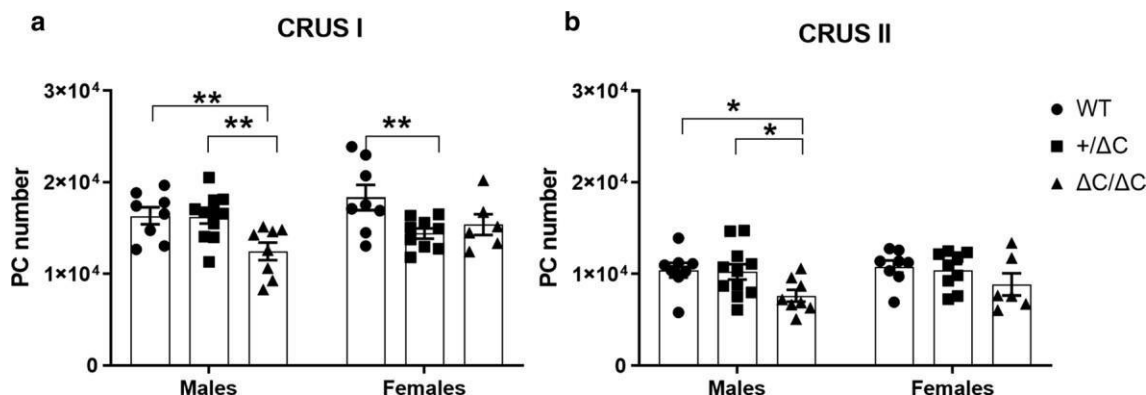 a
CRUS I
3×10⁴
2×10⁴
1×10⁴
0
PC number
**
**
**
Males
Females
b
CRUS II
3×10⁴
2×10⁴
1×10⁴
0
PC number
*
*
Males
Females
WT
+/ΔC
ΔC/ΔC